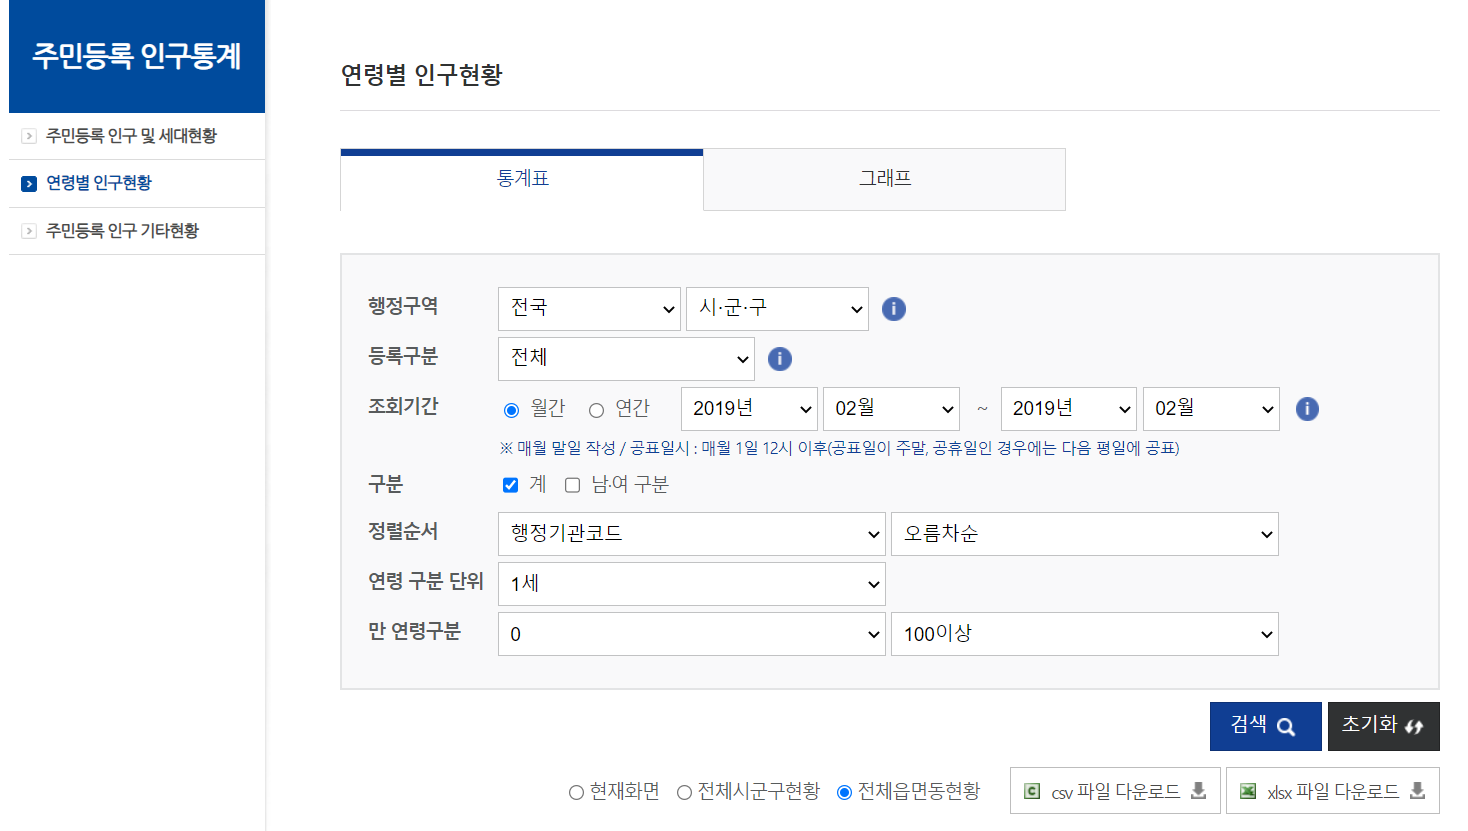 주민등록 인구통계
주민등록 인구 및 세대현황
연령별 인구현황
주민등록 인구 기타현황
연령별 인구현황
통계표 그래프
행정구역 전국 시·군·구
등록구분 전체
조회기간 월간 연간 2019년 02월 ~ 2019년 02월
※ 매월 말일 작성 / 공표일시 : 매월 1일 12시 이후(공표일이 주말, 공휴일인 경우에는 다음 평일에 공표)
구분 계 남·여 구분
정렬순서 행정기관코드 오름차순
연령 구분 단위 1세
만 연령구분 0 100이상
검색 초기화
현재화면 전체시군구현황 전체읍면동현황 csv 파일 다운로드 xlsx 파일 다운로드